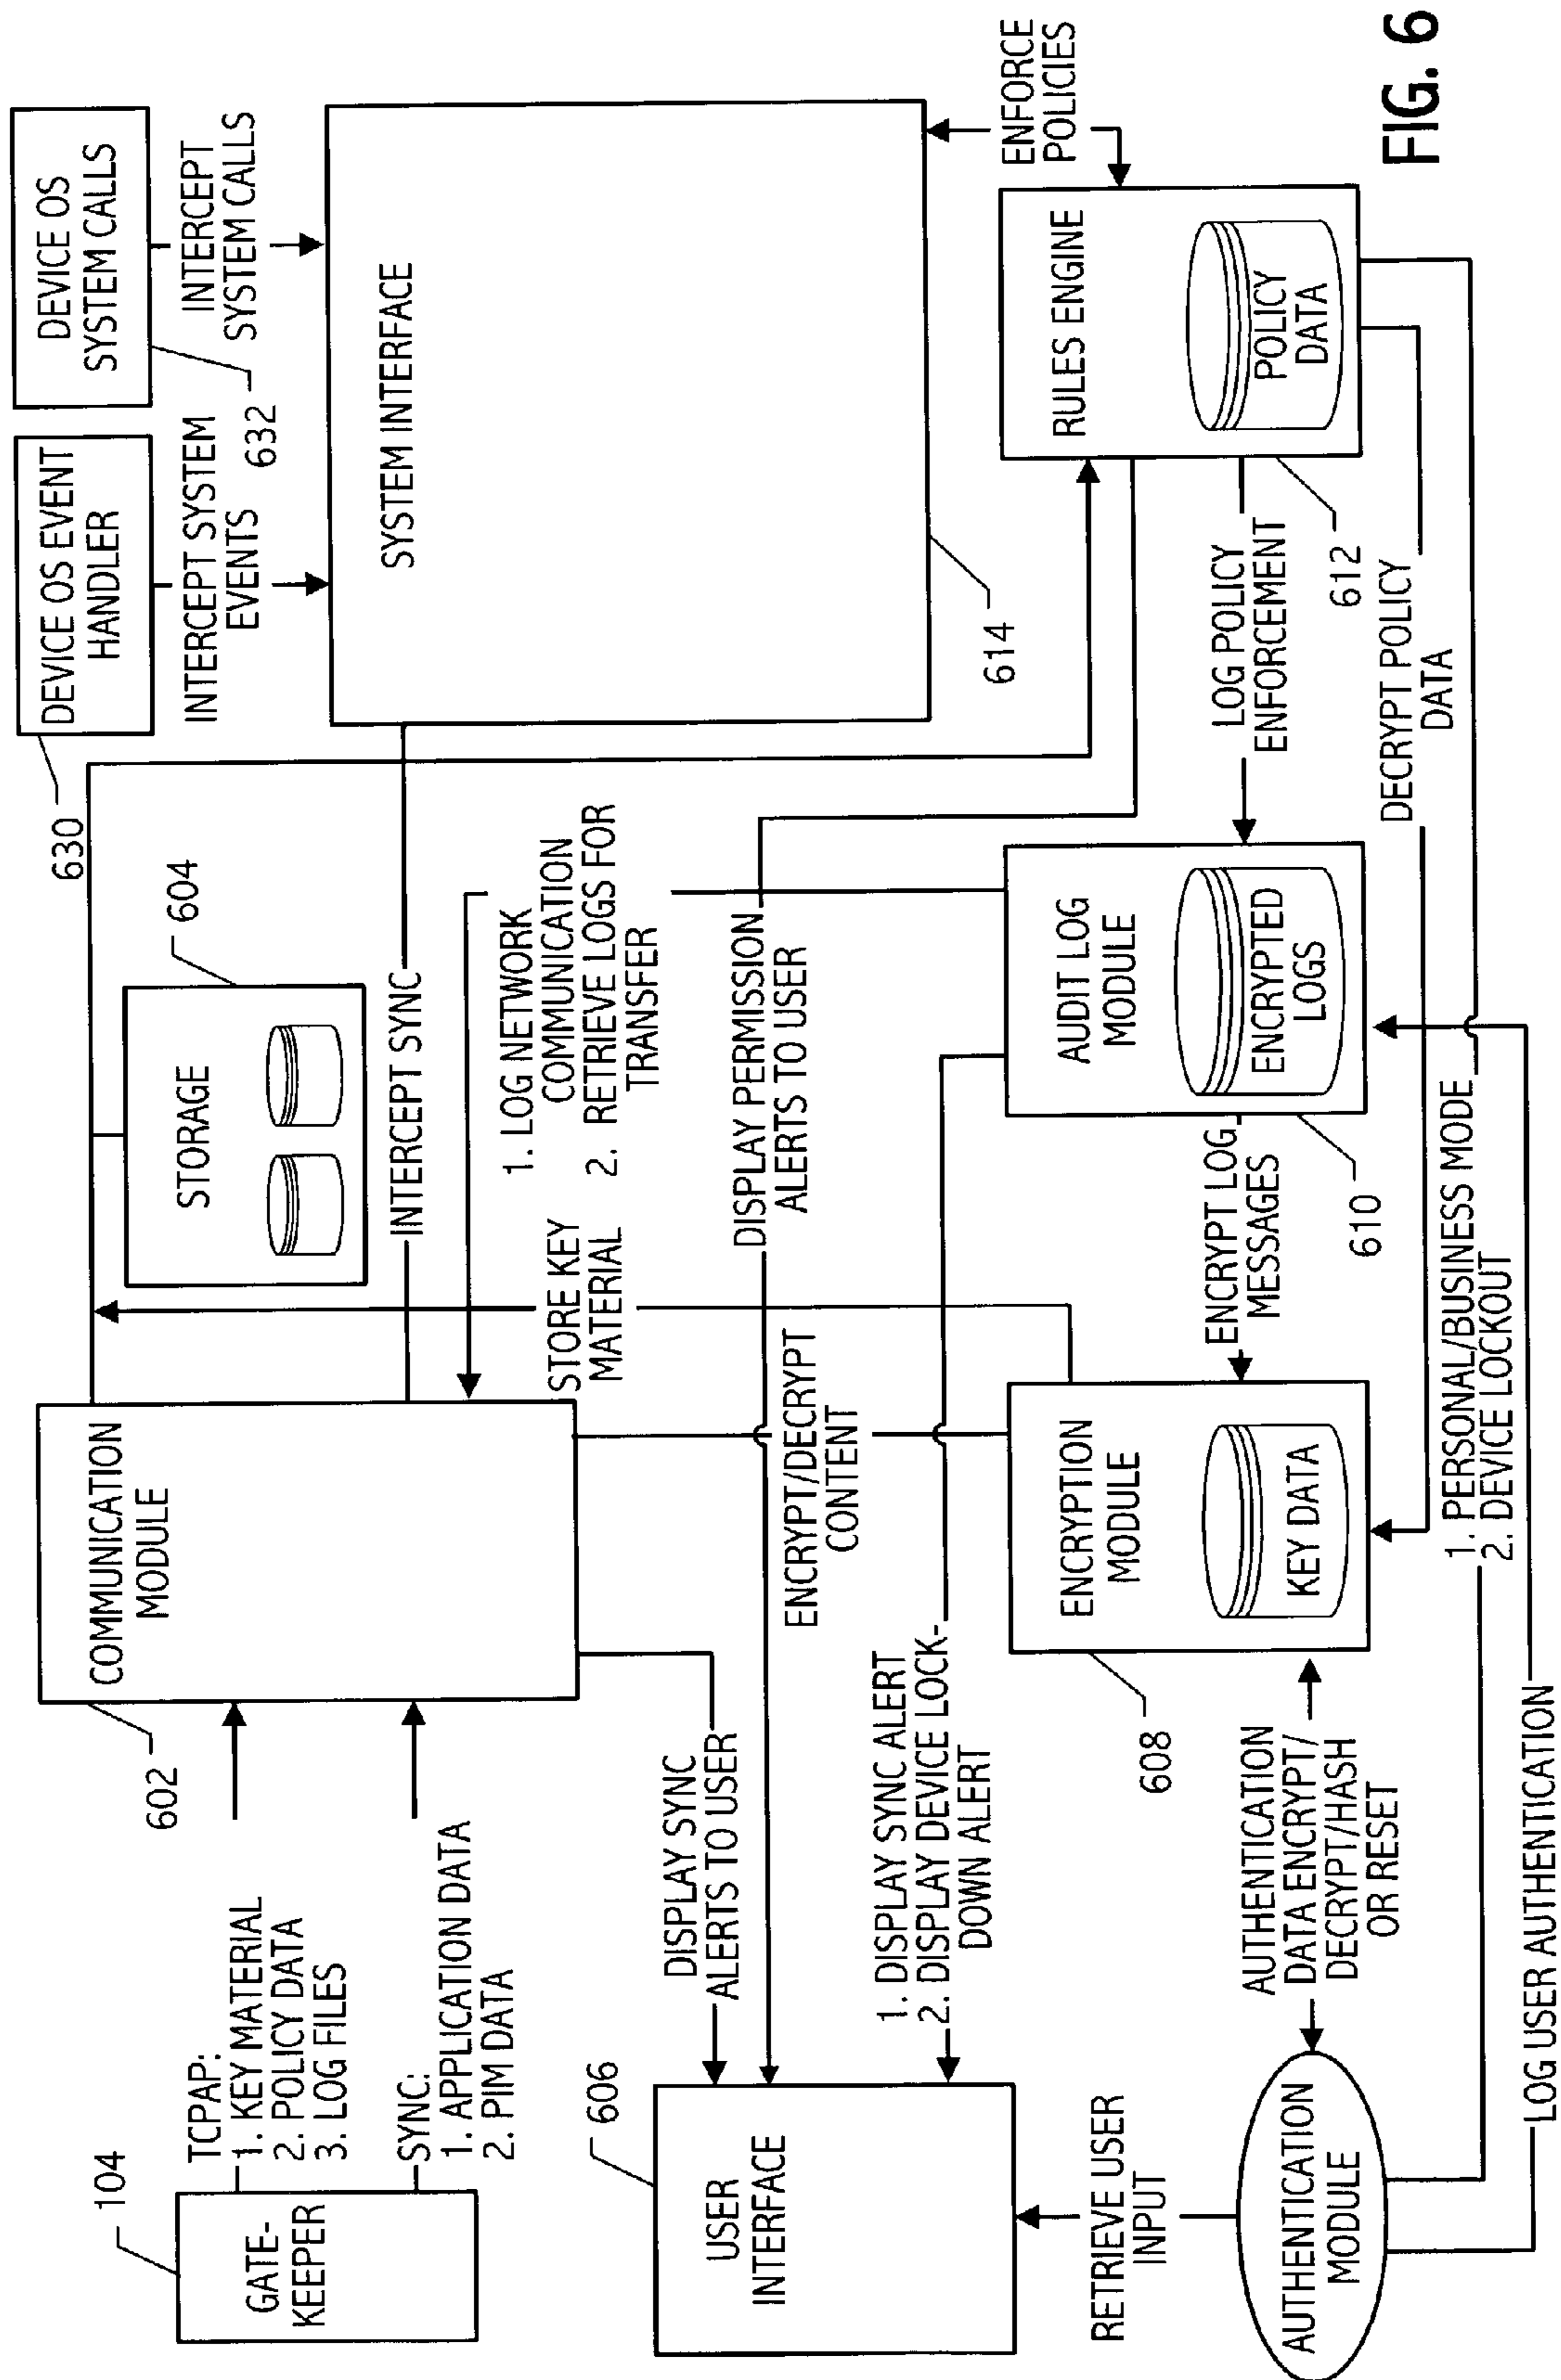 104
GATE-
KEEPER
TCPAP:
1. KEY MATERIAL
2. POLICY DATA
3. LOG FILES
SYNC:
1. APPLICATION DATA
2. PIM DATA
602
COMMUNICATION
MODULE
STORAGE
604
630
DEVICE OS EVENT
HANDLER
INTERCEPT SYSTEM
EVENTS
DEVICE OS
SYSTEM CALLS
632
INTERCEPT
SYSTEM CALLS
SYSTEM INTERFACE
614
INTERCEPT SYNC
1. LOG NETWORK
COMMUNICATION
2. RETRIEVE LOGS FOR
TRANSFER
STORE KEY
MATERIAL
DISPLAY PERMISSION
ALERTS TO USER
DISPLAY SYNC
ALERTS TO USER
ENCRYPT/DECRYPT
CONTENT
606
USER
INTERFACE
1. DISPLAY SYNC ALERT
2. DISPLAY DEVICE LOCK-
DOWN ALERT
608
ENCRYPTION
MODULE
KEY DATA
ENCRYPT LOG
MESSAGES
AUDIT LOG
MODULE
ENCRYPTED
LOGS
610
LOG POLICY
ENFORCEMENT
RULES ENGINE
POLICY
DATA
612
ENFORCE
POLICIES
DECRYPT POLICY
DATA
RETRIEVE USER
INPUT
AUTHENTICATION
MODULE
AUTHENTICATION
DATA ENCRYPT/
DECRYPT/HASH
OR RESET
1. PERSONAL/BUSINESS MODE
2. DEVICE LOCKOUT
LOG USER AUTHENTICATION
FIG. 6